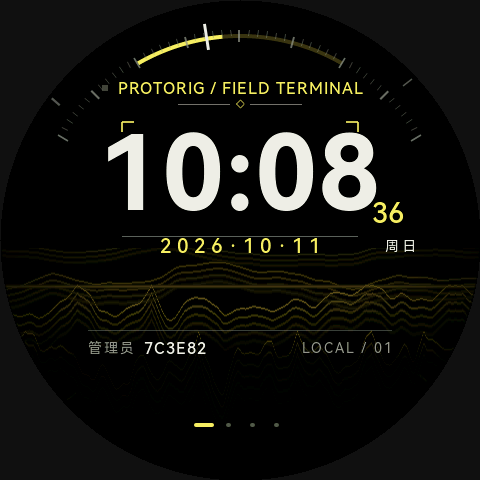 PROTORIG / FIELD TERMINAL
10:08
36
2026·10·11 周日
管理员 7C3E82 LOCAL / 01